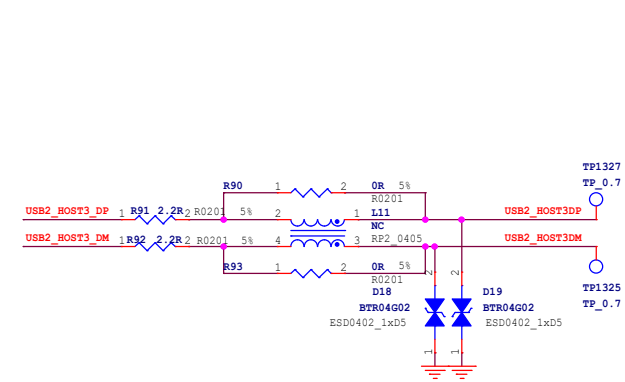 TP1327
TP_0.7
R90 1 2 0R 5%
R0201
USB2_HOST3_DP 1 R91 2.2R 2 R0201 5% 2 1 L11 USB2_HOST3DP
NC
USB2_HOST3_DM 1 R92 2.2R 2 R0201 5% 4 3 RP2_0405 USB2_HOST3DM
R93 1 2 0R 5%
R0201
2 2
TP1325
TP_0.7
D18 D19
BTR04G02 BTR04G02
ESD0402_1xD5 ESD0402_1xD5
1 1